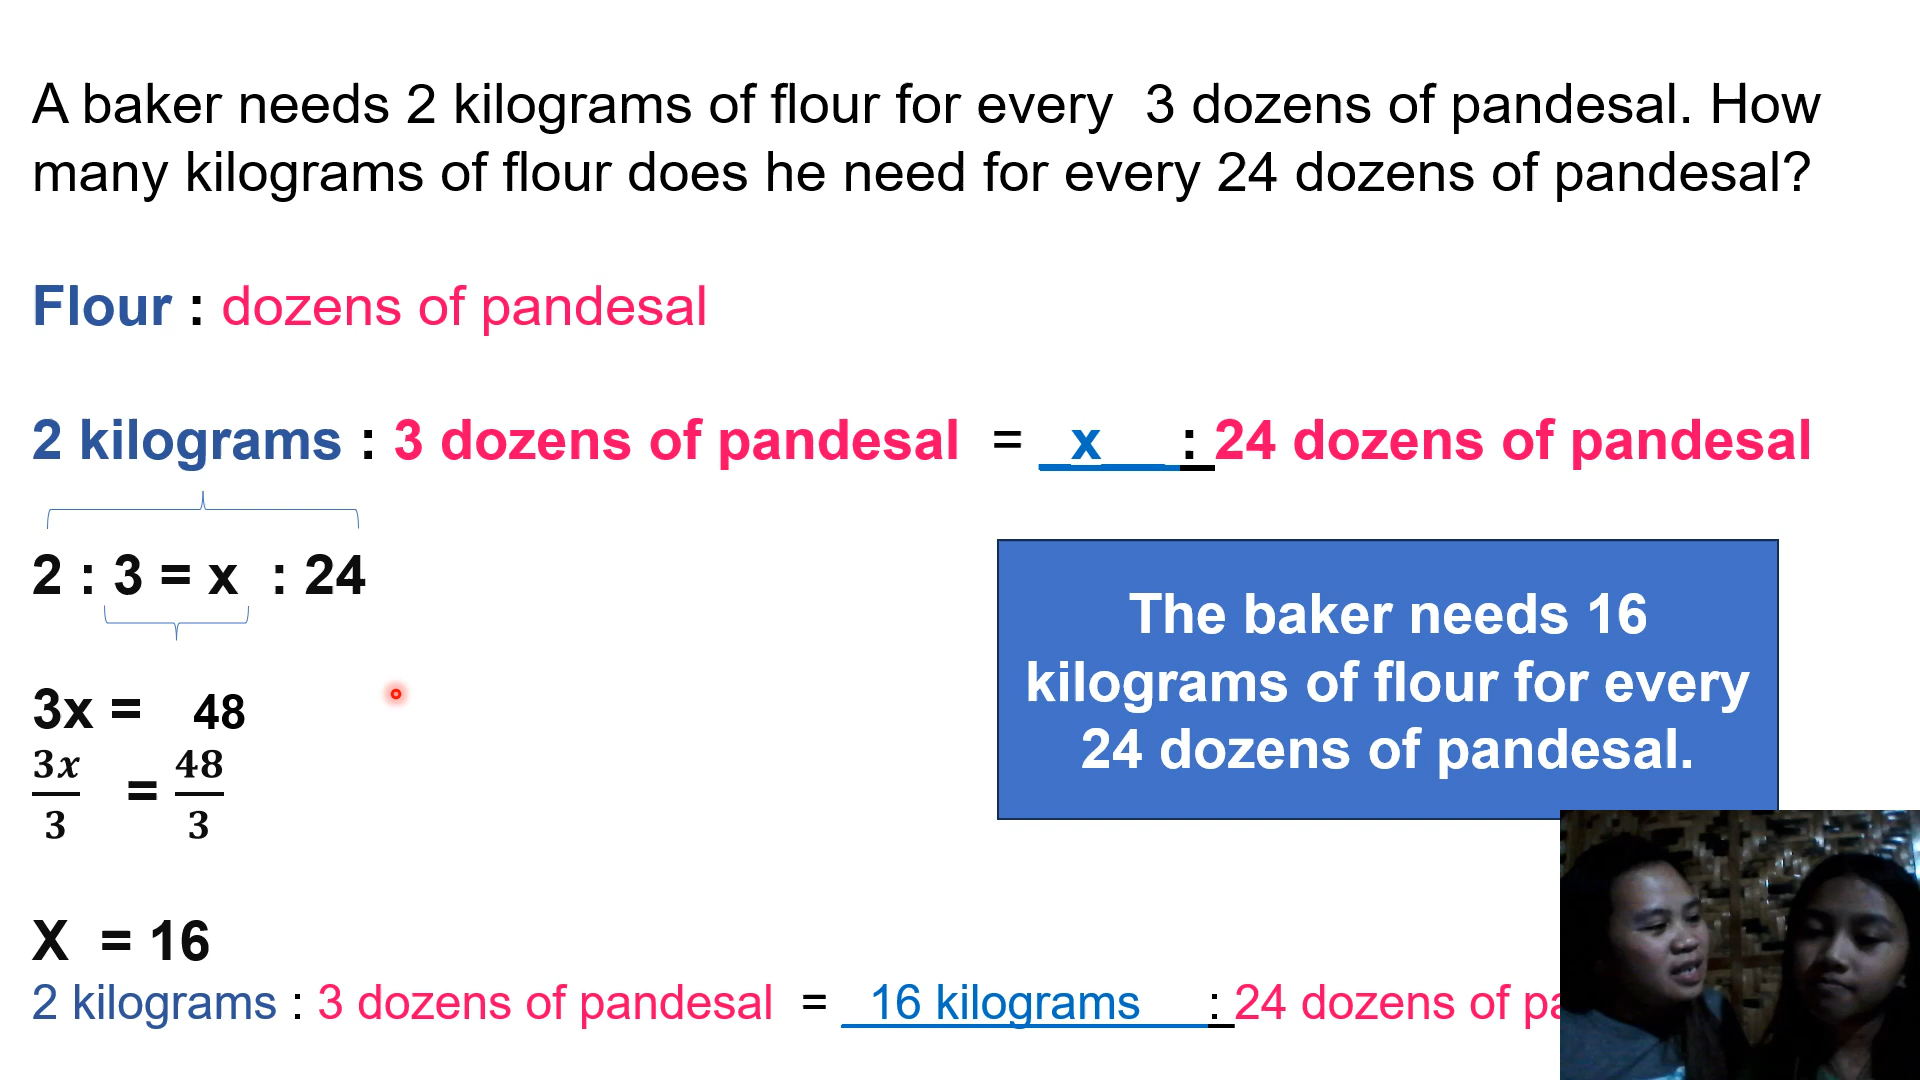 A baker needs 2 kilograms of flour for every 3 dozens of pandesal. How
many kilograms of flour does he need for every 24 dozens of pandesal?
Flour : dozens of pandesal
2 kilograms : 3 dozens of pandesal = x : 24 dozens of pandesal
2 : 3 = x : 24
3x = 48
3x/3 = 48/3
X = 16
2 kilograms : 3 dozens of pandesal = 16 kilograms : 24 dozens of
The baker needs 16
kilograms of flour for every
24 dozens of pandesal.